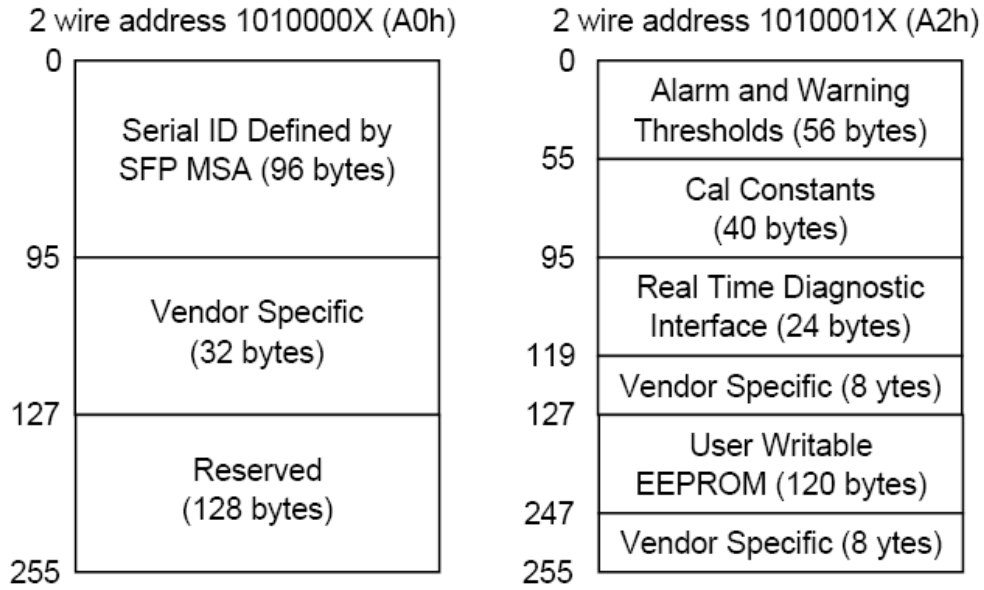 2 wire address 1010000X (A0h)
0
Serial ID Defined by
SFP MSA (96 bytes)
95
Vendor Specific
(32 bytes)
127
Reserved
(128 bytes)
255
2 wire address 1010001X (A2h)
0
Alarm and Warning
Thresholds (56 bytes)
55
Cal Constants
(40 bytes)
95
Real Time Diagnostic
Interface (24 bytes)
119
Vendor Specific (8 ytes)
127
User Writable
EEPROM (120 bytes)
247
Vendor Specific (8 ytes)
255